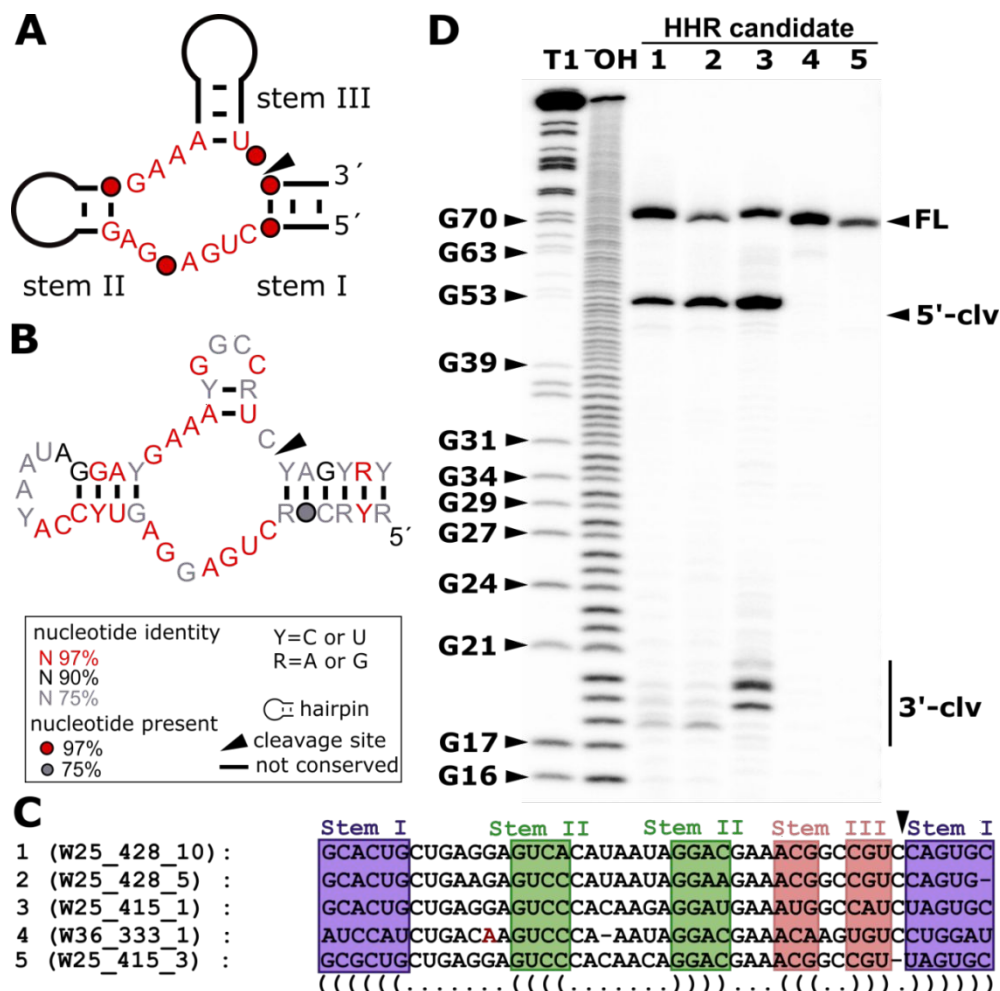 A
stem III
A U
G A A A
3´
5´
G A G A G U C
stem II
stem I
B
G G C C
Y R
A U
G A A A
C
U A G G A Y
A A Y A C C Y U G
A G G A G U C
Y A G Y R Y
R C R Y R
5´
nucleotide identity
N 97%
N 90%
N 75%
nucleotide present
97%
75%
Y=C or U
R=A or G
hairpin
cleavage site
not conserved
D
HHR candidate
T1 ⁻OH 1 2 3 4 5
G70
G63
G53
G39
G31
G34
G29
G27
G24
G21
G17
G16
FL
5'-clv
3'-clv
C
Stem I Stem II Stem II Stem III Stem I
1 (W25_428_10): GCACUGCUGAGGAGUCACAUAAUAGGACGAAACGGCCGUCCAGUGC
2 (W25_428_5) : GCACUGCUGAAGAGUCCCAUAAUAGGAAGAAACGGCCGUCCAGUG-
3 (W25_415_1) : GCACUGCUGAGGAGUCCCACAAGAGGAUGAAAUGGCCAUCUAGUGC
4 (W36_333_1) : AUCCAUCUGACAAGUCCCA-AAUAGGACGAAACAAGUGUCCUGGAU
5 (W25_415_3) : GCGCUGCUGAGGAGUCCCACAACAGGACGAAACGGCCGU-UAGUGC
((((((.......((((.......))))...(((..))).))))))